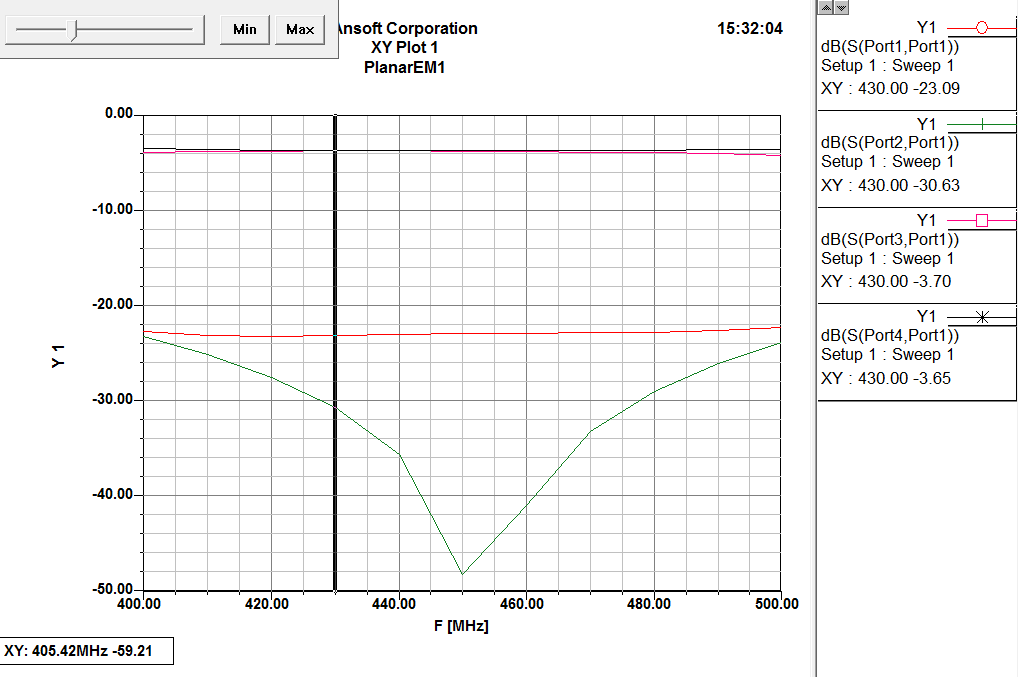 Min Max
Ansoft Corporation
15:32:04
XY Plot 1
PlanarEM1
0.00
-10.00
-20.00
-30.00
-40.00
-50.00
Y 1
400.00 420.00 440.00 460.00 480.00 500.00
F [MHz]
XY: 405.42MHz -59.21
Y1
dB(S(Port1,Port1))
Setup 1 : Sweep 1
XY : 430.00 -23.09
Y1
dB(S(Port2,Port1))
Setup 1 : Sweep 1
XY : 430.00 -30.63
Y1
dB(S(Port3,Port1))
Setup 1 : Sweep 1
XY : 430.00 -3.70
Y1
dB(S(Port4,Port1))
Setup 1 : Sweep 1
XY : 430.00 -3.65